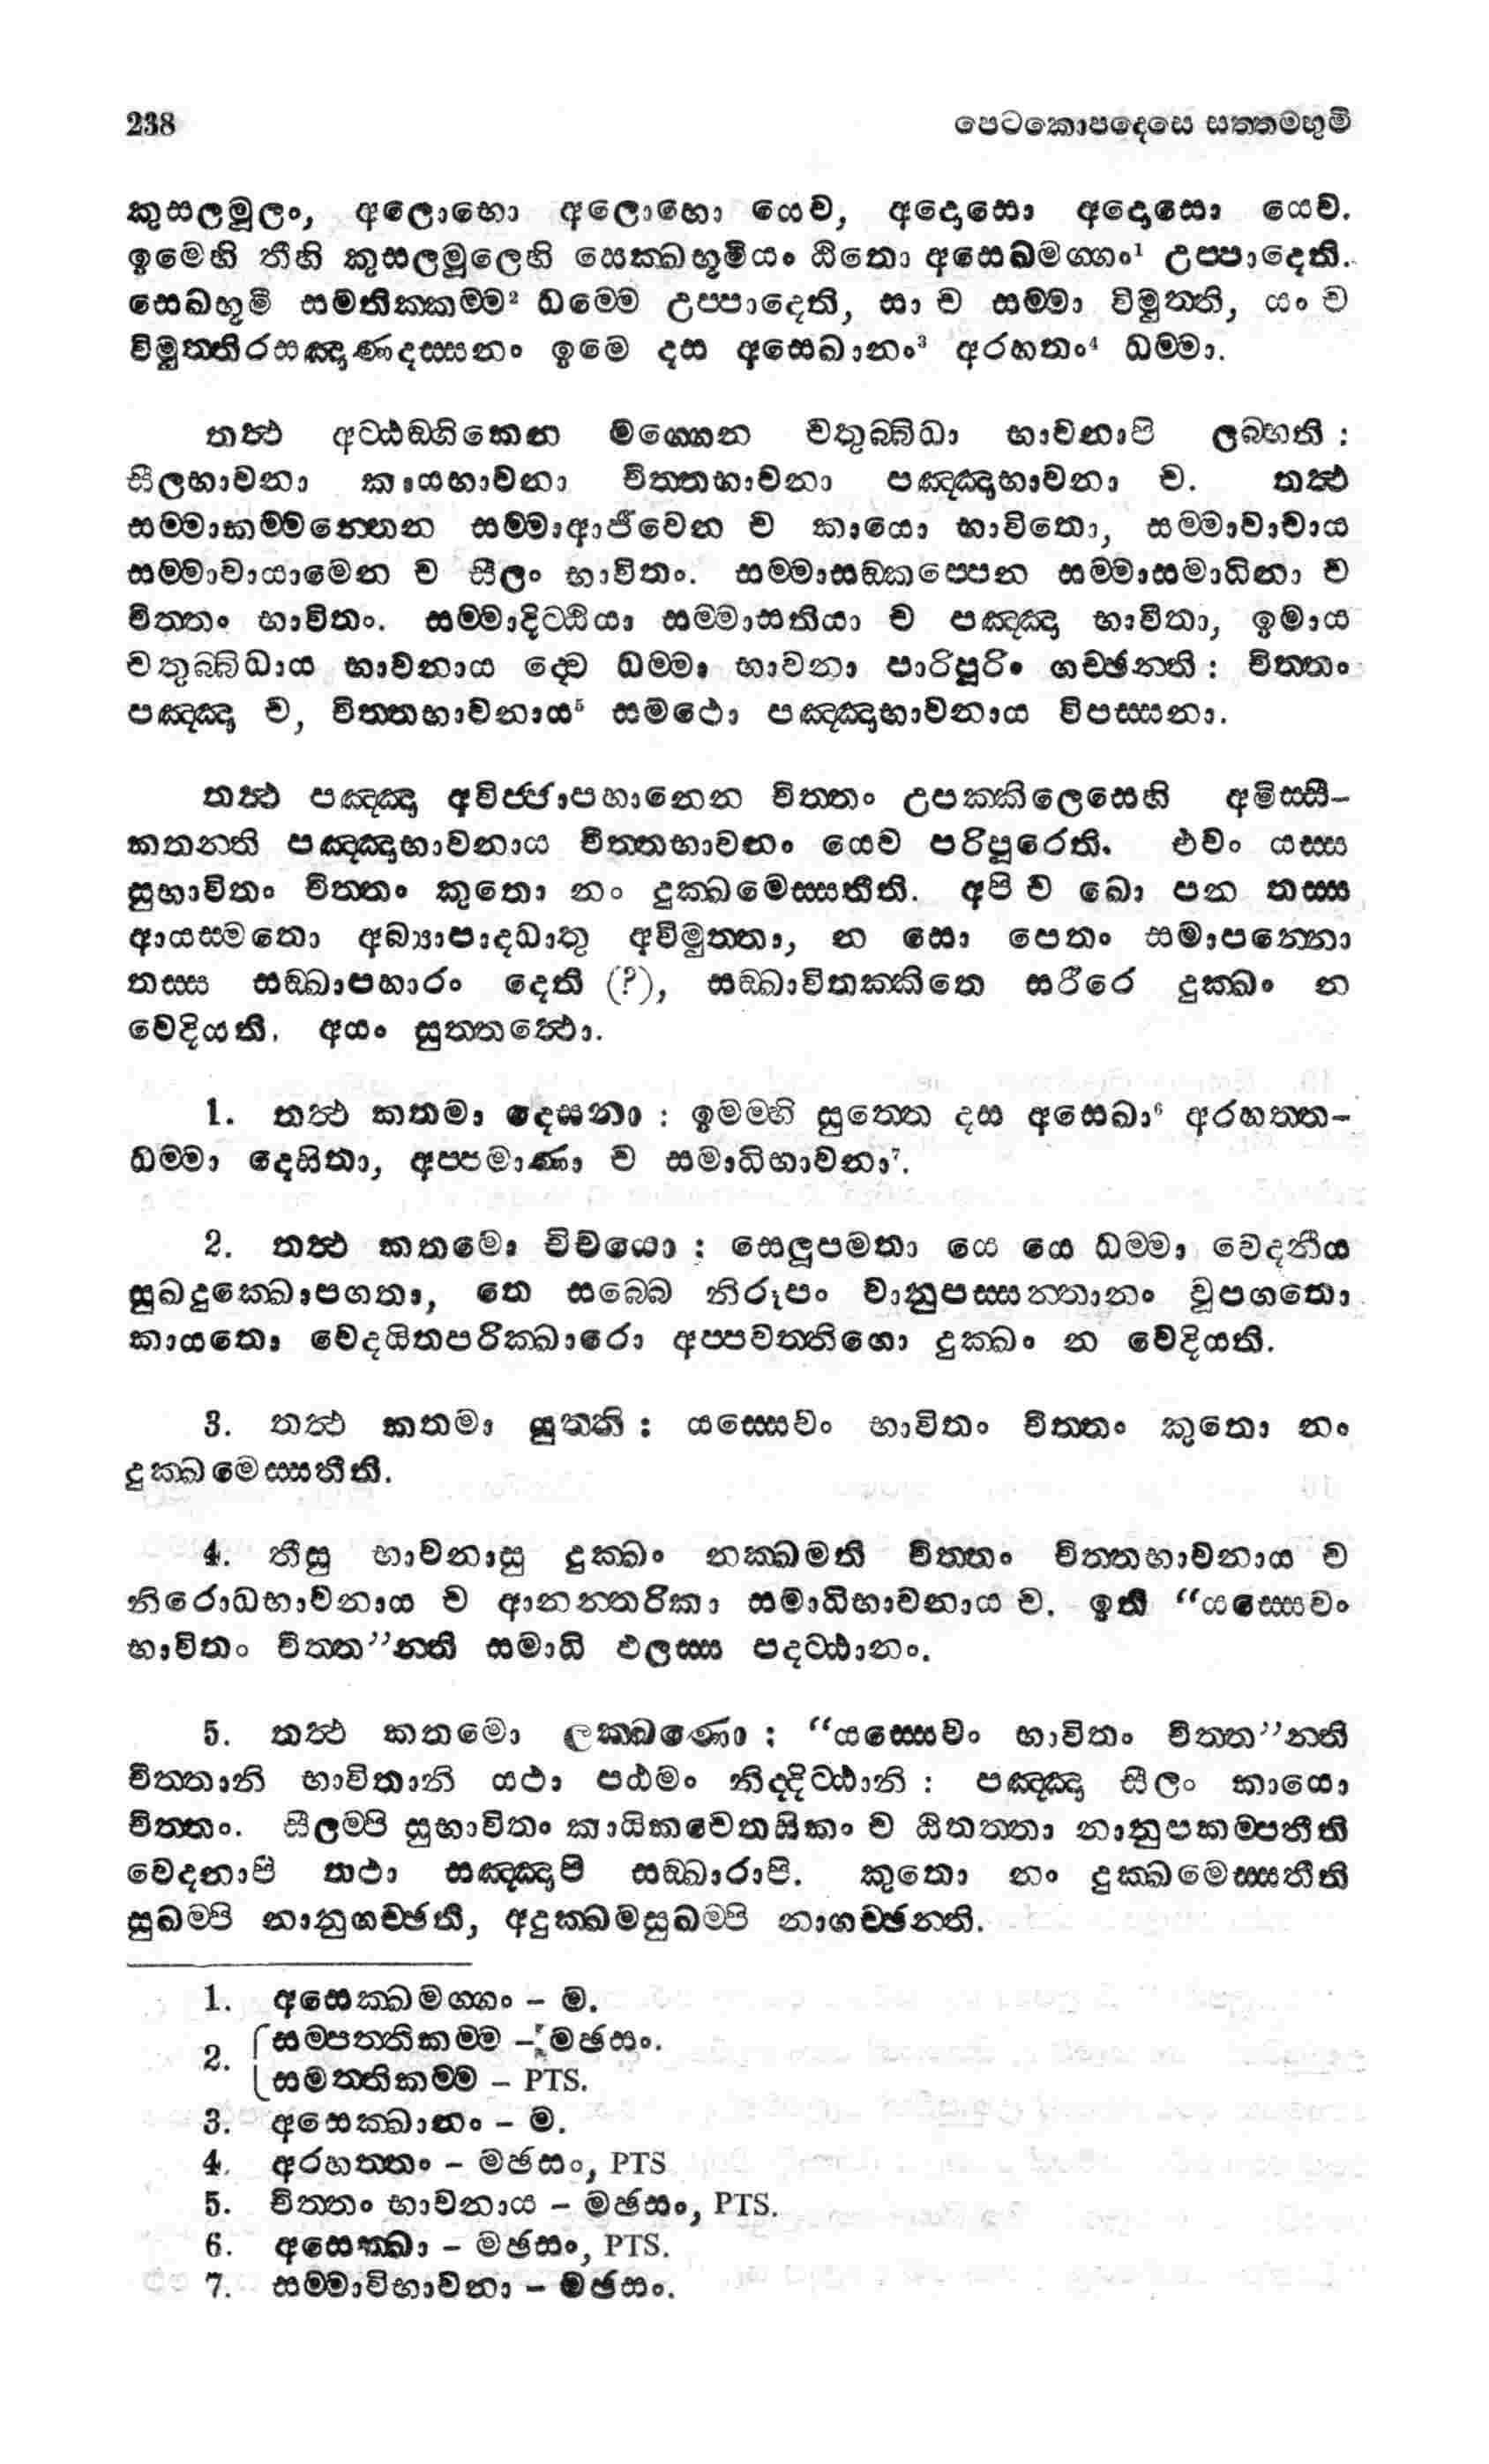 238
පෙටකොපදෙසෙ සත්තමභුමි
කුසලමූලං, අලොභො අලොභො යෙව, අදොසො අදොසො යෙව.
ඉමෙහි තීහි කුසලමූලෙහි සෙක්ඛභූමියං ඨිතො අසෙඛමග්ගං¹ උප්පාදෙති.
සෙඛභූමි සමතික්කම්ම² ධම්මෙ උප්පාදෙති, සා ච සම්මා විමුත්ති, යං ච
විමුත්තිරසඤාණදස්සනං ඉමෙ දස අසෙඛානං³ අරහතං⁴ ධම්මා.
තත්ථ අට්ඨඞ්ගිකෙන මග්ගෙන චතුබ්බිධා භාවනාපි ලබ්භති :
සීලභාවනා කායභාවනා චිත්තභාවනා පඤ්ඤාභාවනා ච. තත්ථ
සම්මාකම්මන්තෙන සම්මාආජීවෙන ච කායො භාවිතො, සම්මාවාචාය
සම්මාවායාමෙන ච සීලං භාවිතං. සම්මාසඞ්කප්පෙන සම්මාසමාධිනා ච
චිත්තං භාවිතං. සම්මාදිට්ඨියා සම්මාසතියා ච පඤ්ඤා භාවිතා, ඉමාය
චතුබ්බිධාය භාවනාය ද්වෙ ධම්මා භාවනා පාරිපූරිං ගච්ඡන්ති : චිත්තං
පඤ්ඤා ච, චිත්තභාවනාය⁵ සමථො පඤ්ඤාභාවනාය විපස්සනා.
තත්ථ පඤ්ඤා අවිජ්ජාපහානෙන චිත්තං උපක්කිලෙසෙහි අමිස්සී-
කතන්ති පඤ්ඤාභාවනාය චිත්තභාවනං යෙව පරිපූරෙති. එවං යස්ස
සුභාවිතං චිත්තං කුතො නං දුක්ඛමෙස්සතීති. අපි ච ඛො පන තස්ස
ආයස්මතො අබ්‍යාපාදධාතු අවිමුත්තා, න සො පෙතං සමාපන්නො
තස්ස සඞ්ඛාපහාරං දෙති (?), සඞ්ඛාවිතක්කිතෙ සරීරෙ දුක්ඛං න
වෙදියති. අයං සුත්තත්ථො.
1. තත්ථ කතමා දෙසනා : ඉමම්හි සුත්තෙ දස අසෙඛා⁶ අරහත්ත-
ධම්මා දෙසිතා, අප්පමාණා ච සමාධිභාවනා⁷.
2. තත්ථ කතමො විචයො : සෙලූපමතා යෙ යෙ ධම්මා වෙදනීය
සුඛදුක්ඛොපගතා, තෙ සබ්බෙ නිරූපං වානුපස්සන්තානං වූපගතො
කායතො වෙදයිතපරික්ඛාරො අප්පවත්තිතො දුක්ඛං න වෙදියති.
3. තත්ථ කතමා යුත්ති : යස්සෙවං භාවිතං චිත්තං කුතො නං
දුක්ඛමෙස්සතීති.
4. තීසු භාවනාසු දුක්ඛං නක්ඛමති චිත්තං චිත්තභාවනාය ච
නිරොධභාවනාය ච ආනන්තරිකා සමාධිභාවනාය ච. ඉති “යස්සෙවං
භාවිතං චිත්ත”න්ති සමාධි ඵලස්ස පදට්ඨානං.
5. තත්ථ කතමො ලක්ඛණො : “යස්සෙවං භාවිතං චිත්ත”න්ති
චිත්තානි භාවිතානි යථා පඨමං නිද්දිට්ඨානි : පඤ්ඤා සීලං කායො
චිත්තං. සීලම්පි සුභාවිතං කායිකචෙතසිකං ච ඨිතත්තා නානුපකම්පතීති
වෙදනාපි තථා සඤ්ඤාපි සඞ්ඛාරාපි. කුතො නං දුක්ඛමෙස්සතීති
සුඛම්පි නානුගච්ඡති, අදුක්ඛමසුඛම්පි නාගච්ඡන්ති.
1. අසෙක්ඛමග්ගං – ම.
2. සම්පත්තිකම්ම – මඡසං.
සමත්තිකම්ම – PTS.
3. අසෙක්ඛානං – ම.
4. අරහත්තං – මඡසං, PTS
5. චිත්තං භාවනාය – මඡසං, PTS.
6. අසෙක්ඛා – මඡසං, PTS.
7. සම්මාවිභාවනා – මඡසං.